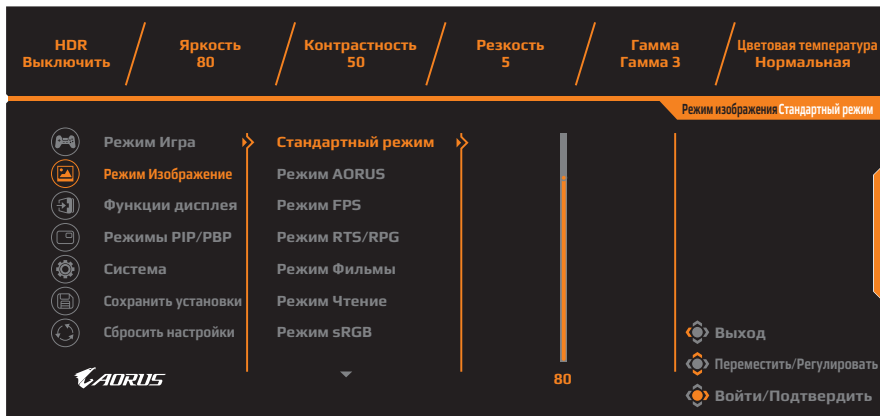 HDR
Выключить
Яркость
80
Контрастность
50
Резкость
5
Гамма
Гамма 3
Цветовая температура
Нормальная
Режим изображения Стандартный режим
Режим Игра
Режим Изображение
Функции дисплея
Режимы PIP/PBP
Система
Сохранить установки
Сбросить настройки
AORUS
Стандартный режим
Режим AORUS
Режим FPS
Режим RTS/RPG
Режим Фильмы
Режим Чтение
Режим sRGB
80
Выход
Переместить/Регулировать
Войти/Подтвердить